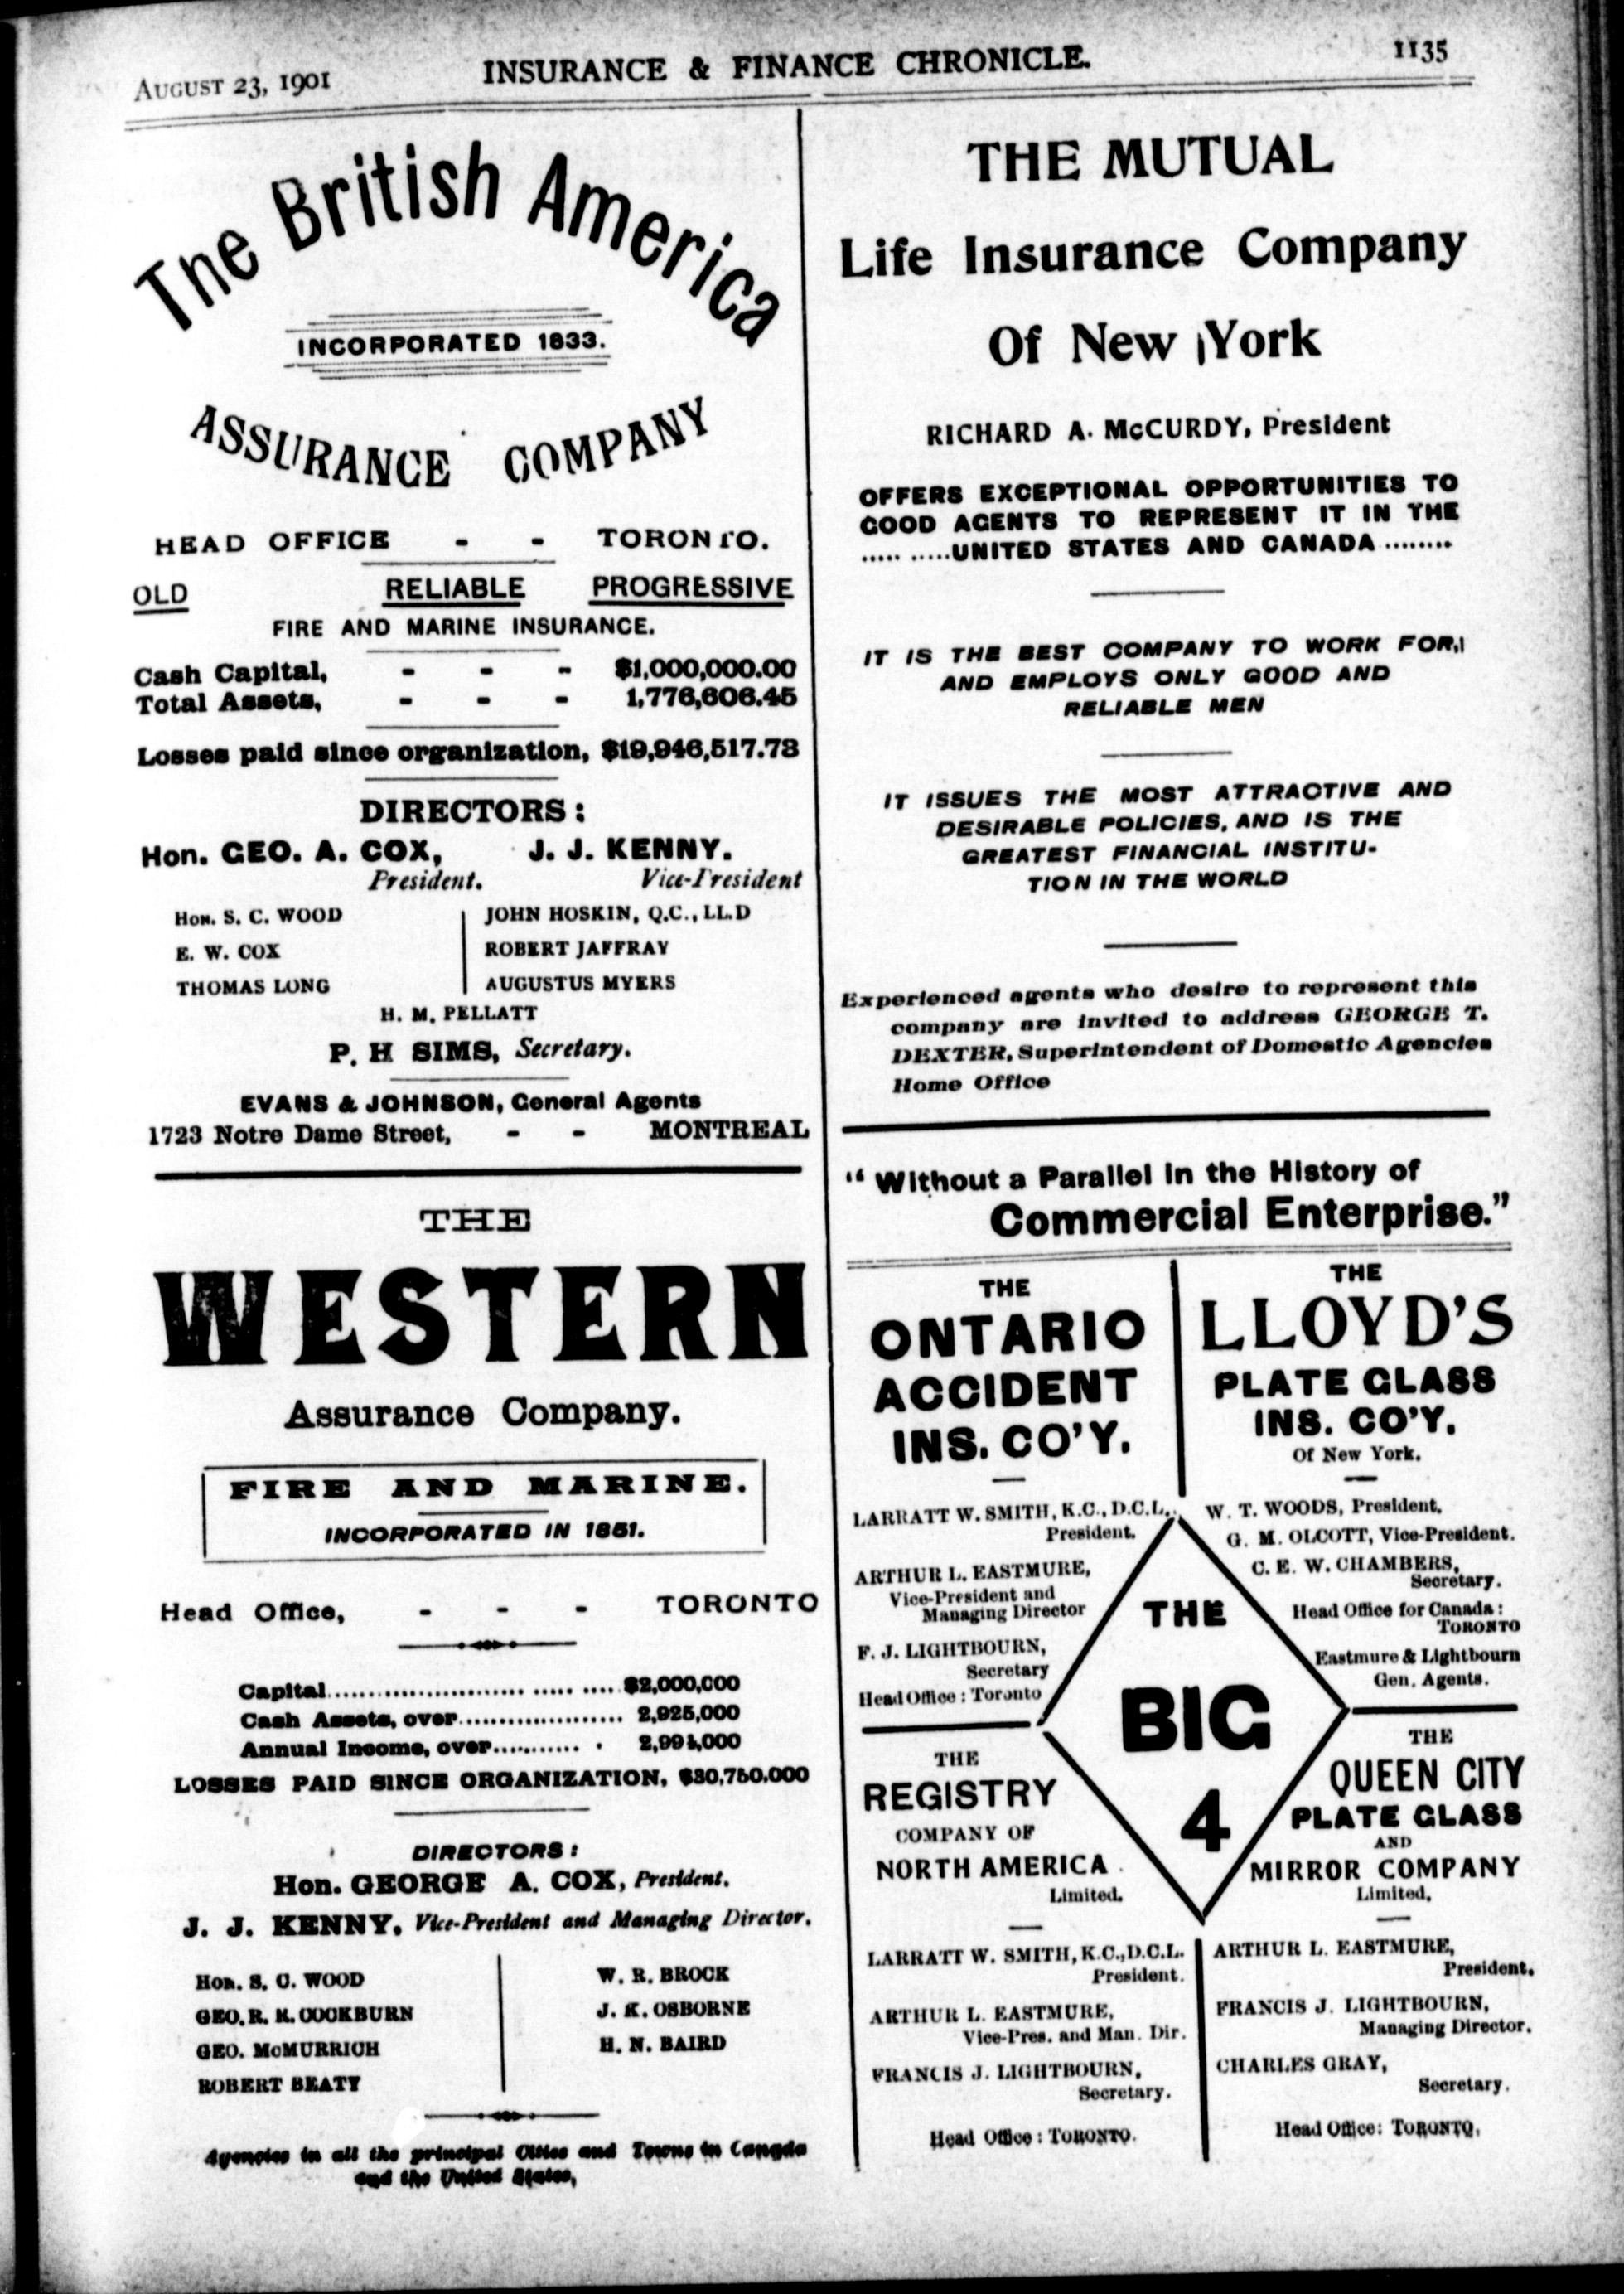 AUGUST 23, 1901
INSURANCE & FINANCE CHRONICLE.
1135
The British America
INCORPORATED 1833.
ASSURANCE COMPANY
HEAD OFFICE - - TORONTO.
OLD RELIABLE PROGRESSIVE
FIRE AND MARINE INSURANCE.
Cash Capital, - - - $1,000,000.00
Total Assets, - - - 1,776,606.45
Losses paid since organization, $19,946,517.73
DIRECTORS:
Hon. GEO. A. COX, J. J. KENNY.
President. Vice-President
HON. S. C. WOOD JOHN HOSKIN, Q.C., LL.D
E. W. COX ROBERT JAFFRAY
THOMAS LONG AUGUSTUS MYERS
H. M. PELLATT
P. H SIMS, Secretary.
EVANS & JOHNSON, General Agents
1723 Notre Dame Street, - - MONTREAL
THE
WESTERN
Assurance Company.
FIRE AND MARINE.
INCORPORATED IN 1851.
Head Office, - - - TORONTO
Capital.......................... ..... .... $2,000,000
Cash Assets, over.................... 2,925,000
Annual Income, over........... . 2,994,000
LOSSES PAID SINCE ORGANIZATION, $30,750.000
DIRECTORS:
Hon. GEORGE A. COX, President.
J. J. KENNY, Vice-President and Managing Director.
Hon. S. C. WOOD W. R. BROCK
GEO. R. R. COCKBURN J. K. OSBORNE
GEO. McMURRICH H. N. BAIRD
ROBERT BEATY
Agencies in all the principal Cities and Towns in Canada
and the United States,
THE MUTUAL
Life Insurance Company
Of New York
RICHARD A. McCURDY, President
OFFERS EXCEPTIONAL OPPORTUNITIES TO
GOOD AGENTS TO REPRESENT IT IN THE
..... .....UNITED STATES AND CANADA........
IT IS THE BEST COMPANY TO WORK FOR,
AND EMPLOYS ONLY GOOD AND
RELIABLE MEN
IT ISSUES THE MOST ATTRACTIVE AND
DESIRABLE POLICIES, AND IS THE
GREATEST FINANCIAL INSTITU-
TION IN THE WORLD
Experienced agents who desire to represent this
company are invited to address GEORGE T.
DEXTER, Superintendent of Domestic Agencies
Home Office
"Without a Parallel in the History of
Commercial Enterprise."
THE
ONTARIO
ACCIDENT
INS. CO'Y.
LARRATT W. SMITH, K.C., D.C.L.,
President.
ARTHUR L. EASTMURE,
Vice-President and
Managing Director
F. J. LIGHTBOURN,
Secretary
Head Office: Toronto
THE
LLOYD'S
PLATE GLASS
INS. CO'Y.
Of New York.
W. T. WOODS, President.
G. M. OLCOTT, Vice-President.
C. E. W. CHAMBERS,
Secretary.
Head Office for Canada:
TORONTO
Eastmure & Lightbourn
Gen. Agents.
THE
BIG
4
THE
REGISTRY
COMPANY OF
NORTH AMERICA
Limited.
LARRATT W. SMITH, K.C., D.C.L.
President.
ARTHUR L. EASTMURE,
Vice-Pres. and Man. Dir.
FRANCIS J. LIGHTBOURN,
Secretary.
Head Office: TORONTO.
THE
QUEEN CITY
PLATE GLASS
AND
MIRROR COMPANY
Limited,
ARTHUR L. EASTMURE,
President.
FRANCIS J. LIGHTBOURN,
Managing Director.
CHARLES GRAY,
Secretary.
Head Office: TORONTO,